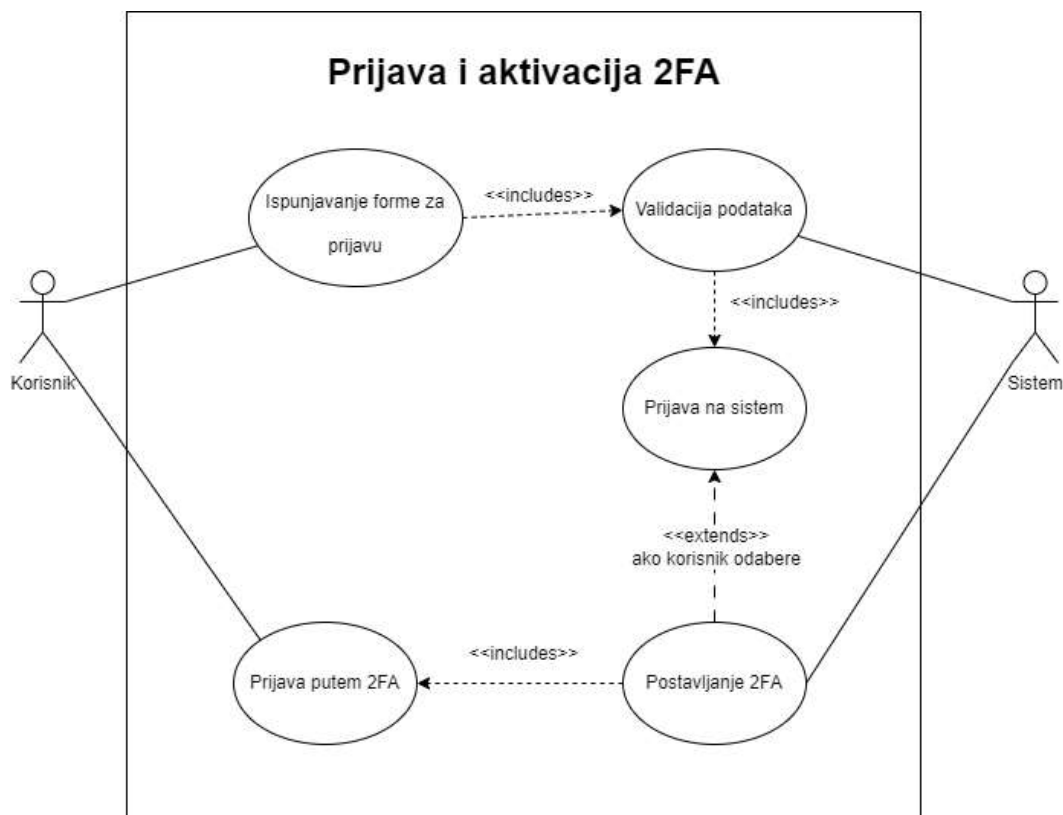 Prijava i aktivacija 2FA
Ispunjavanje forme za
prijavu
<<includes>>
Validacija podataka
<<includes>>
Korisnik
Sistem
Prijava na sistem
<<extends>>
ako korisnik odabere
<<includes>>
Prijava putem 2FA
Postavljanje 2FA